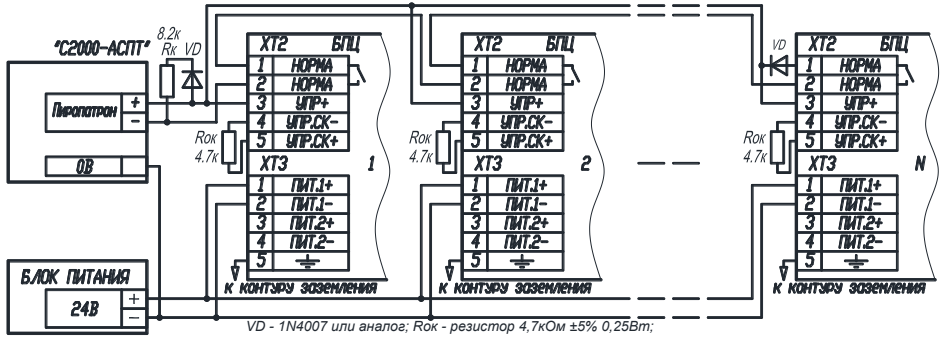 "С2000-АСПТ"
Пиропатрон
+
−
0В
8.2к
Rк VD
ХТ2 БПЦ
1 НОРМА
2 НОРМА
3 УПР+
4 УПР.СК-
5 УПР.СК+
ХТ3
1 ПИТ.1+
2 ПИТ.1-
3 ПИТ.2+
4 ПИТ.2-
5
Rок
4.7к
1
к контуру заземления
ХТ2 БПЦ
1 НОРМА
2 НОРМА
3 УПР+
4 УПР.СК-
5 УПР.СК+
ХТ3
1 ПИТ.1+
2 ПИТ.1-
3 ПИТ.2+
4 ПИТ.2-
5
Rок
4.7к
2
к контуру заземления
VD
ХТ2 БПЦ
1 НОРМА
2 НОРМА
3 УПР+
4 УПР.СК-
5 УПР.СК+
ХТ3
1 ПИТ.1+
2 ПИТ.1-
3 ПИТ.2+
4 ПИТ.2-
5
Rок
4.7к
N
к контуру заземления
БЛОК ПИТАНИЯ
24В
+
−
VD - 1N4007 или аналог; Rок - резистор 4,7кОм ±5% 0,25Вт;